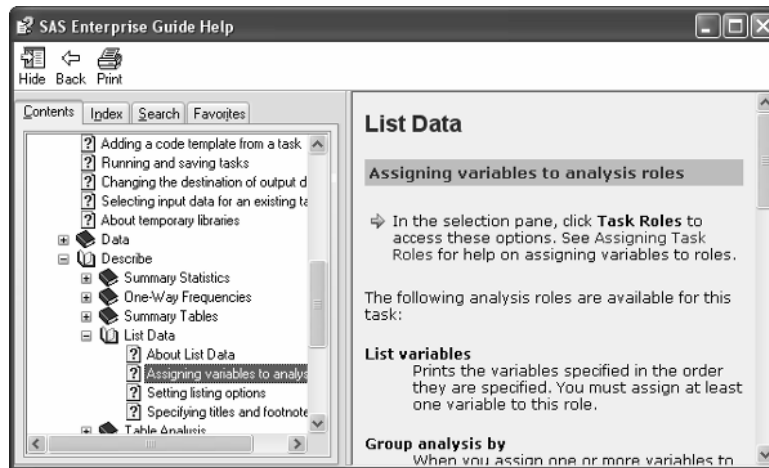 SAS Enterprise Guide Help
Hide Back Print
Contents Index Search Favorites
Adding a code template from a task
Running and saving tasks
Changing the destination of output d
Selecting input data for an existing ta
About temporary libraries
Data
Describe
Summary Statistics
One-Way Frequencies
Summary Tables
List Data
About List Data
Assigning variables to analys
Setting listing options
Specifying titles and footnote
Table Analysis
List Data
Assigning variables to analysis roles
In the selection pane, click Task Roles to
access these options. See Assigning Task
Roles for help on assigning variables to roles.
The following analysis roles are available for this
task:
List variables
Prints the variables specified in the order
they are specified. You must assign at least
one variable to this role.
Group analysis by
When you assign one or more variables to